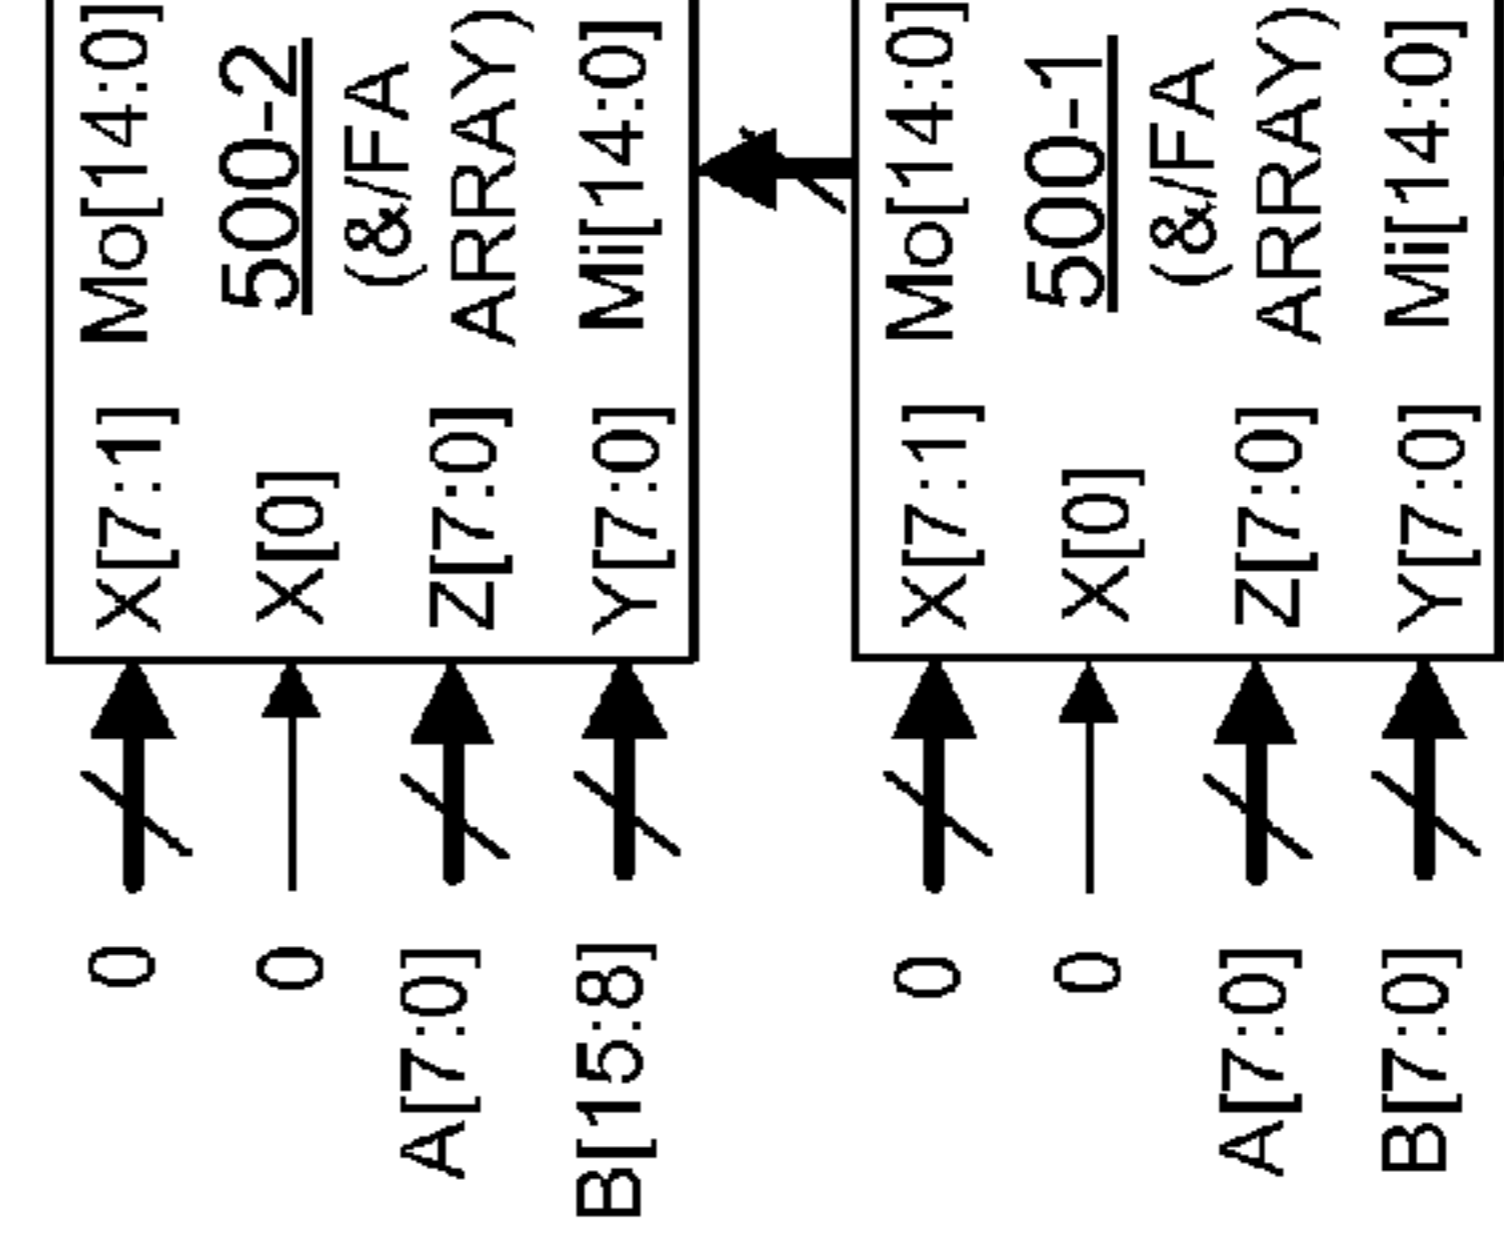 0
X[7:1]
Mo[14:0]
0
X[0]
500-2
(&/FA
A[7:0]
Z[7:0]
ARRAY)
B[15:8]
Y[7:0]
Mi[14:0]
0
X[7:1]
Mo[14:0]
0
X[0]
500-1
(&/FA
A[7:0]
Z[7:0]
ARRAY)
B[7:0]
Y[7:0]
Mi[14:0]